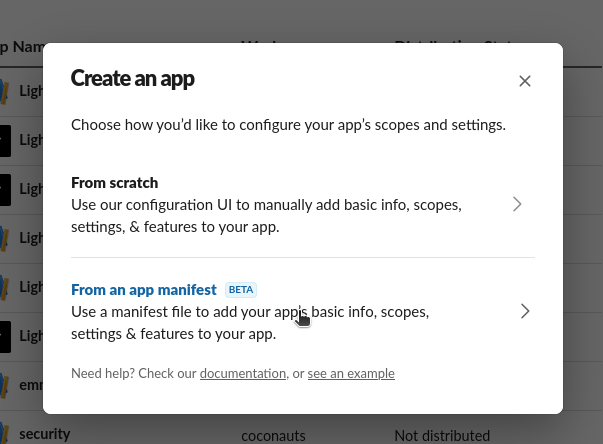 Create an app
Choose how you'd like to configure your app's scopes and settings.
From scratch
Use our configuration UI to manually add basic info, scopes,
settings, & features to your app.
From an app manifest BETA
Use a manifest file to add your app's basic info, scopes,
settings & features to your app.
Need help? Check our documentation, or see an example
Ligh
Ligh
Ligh
Ligh
Ligh
Ligh
emm
security coconauts Not distributed